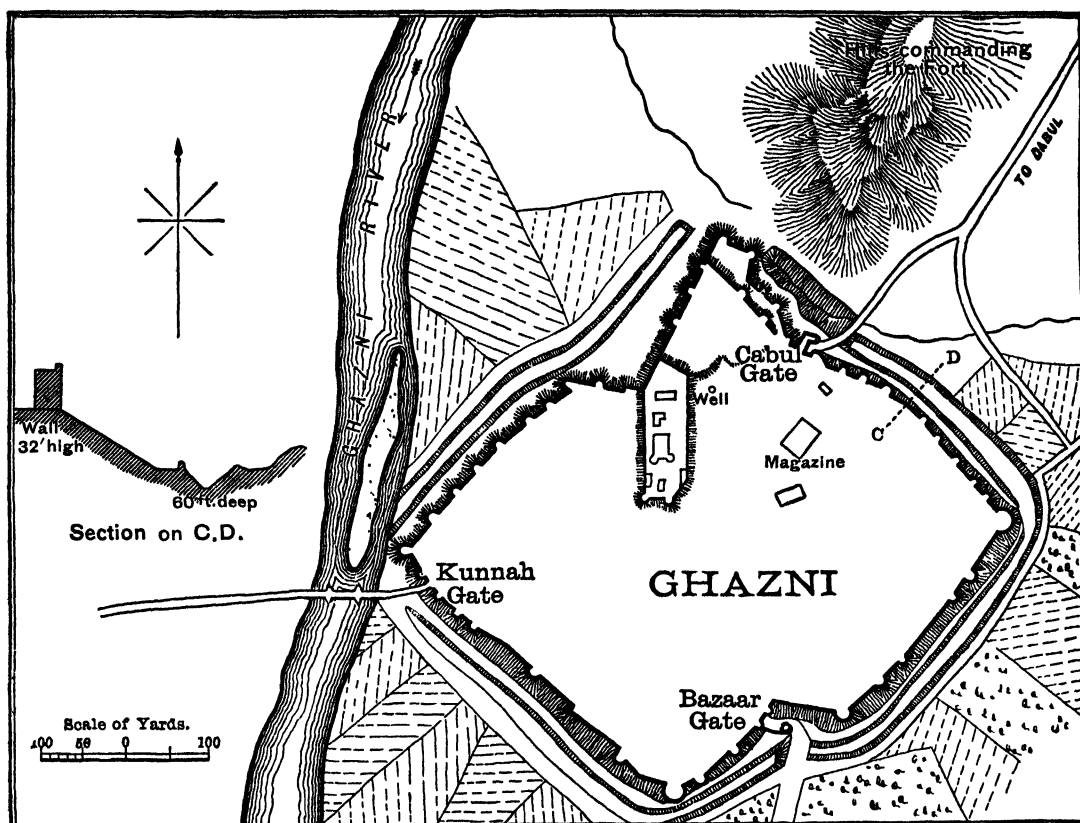 Hills commanding
the Fort.
TO DABUL
GHAZNI RIVER
Cabul
Gate
D
Well
C
Wall
32' high
Magazine
60 ft. deep
Section on C.D.
Kunnah
Gate
GHAZNI
Bazaar
Gate
Scale of Yards.
100 50 0 100